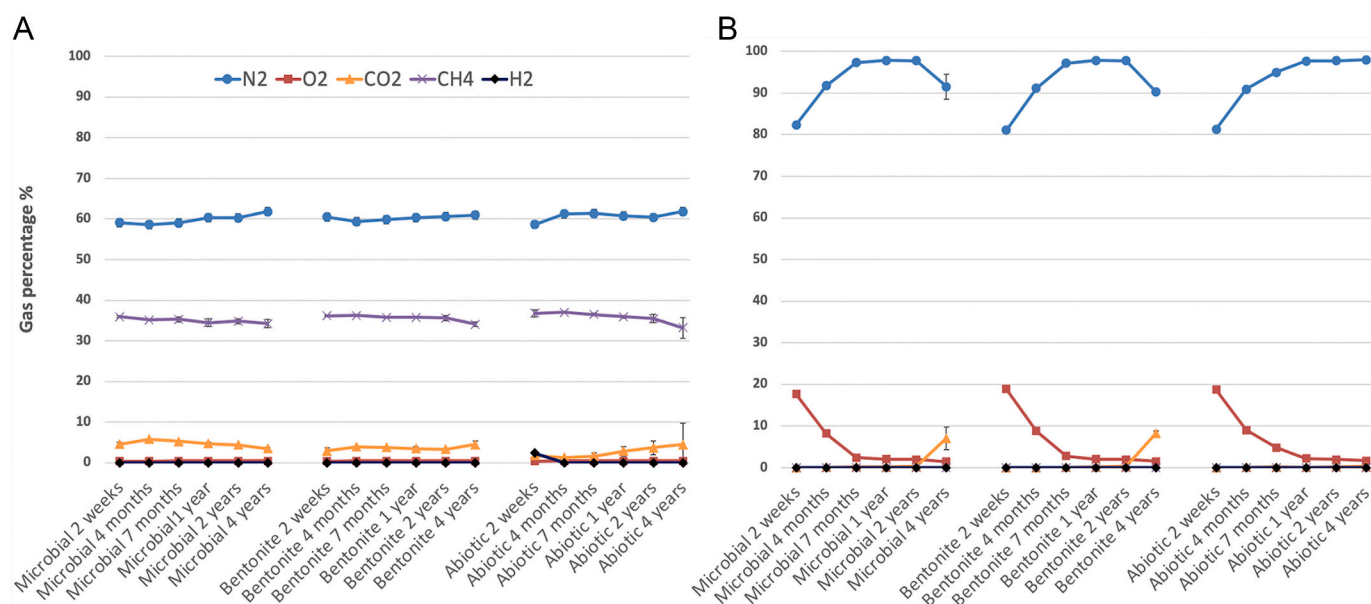 A
B
Gas percentage %
100
90
80
70
60
50
40
30
20
10
0
N2 O2 CO2 CH4 H2
Microbial 2 weeks
Microbial 4 months
Microbial 7 months
Microbial 1 year
Microbial 2 years
Microbial 4 years
Bentonite 2 weeks
Bentonite 4 months
Bentonite 7 months
Bentonite 1 year
Bentonite 2 years
Bentonite 4 years
Abiotic 2 weeks
Abiotic 4 months
Abiotic 7 months
Abiotic 1 year
Abiotic 2 years
Abiotic 4 years
100
90
80
70
60
50
40
30
20
10
0
Microbial 2 weeks
Microbial 4 months
Microbial 7 months
Microbial 1 year
Microbial 2 years
Microbial 4 years
Bentonite 2 weeks
Bentonite 4 months
Bentonite 7 months
Bentonite 1 year
Bentonite 2 years
Bentonite 4 years
Abiotic 2 weeks
Abiotic 4 months
Abiotic 7 months
Abiotic 1 year
Abiotic 2 years
Abiotic 4 years